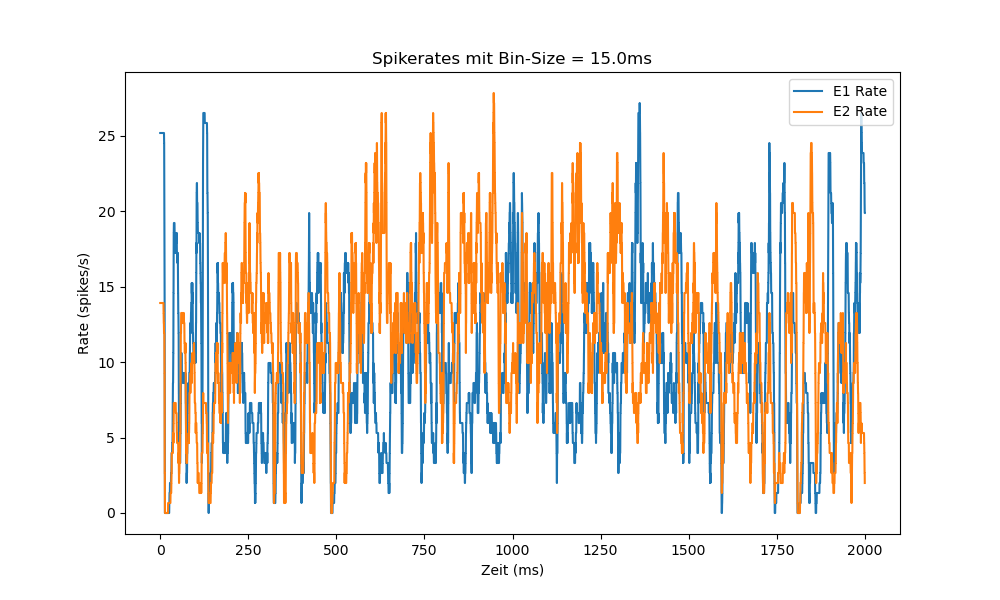 Spikerates mit Bin-Size = 15.0ms
E1 Rate
E2 Rate
Rate (spikes/s)
25
20
15
10
5
0
0 250 500 750 1000 1250 1500 1750 2000
Zeit (ms)